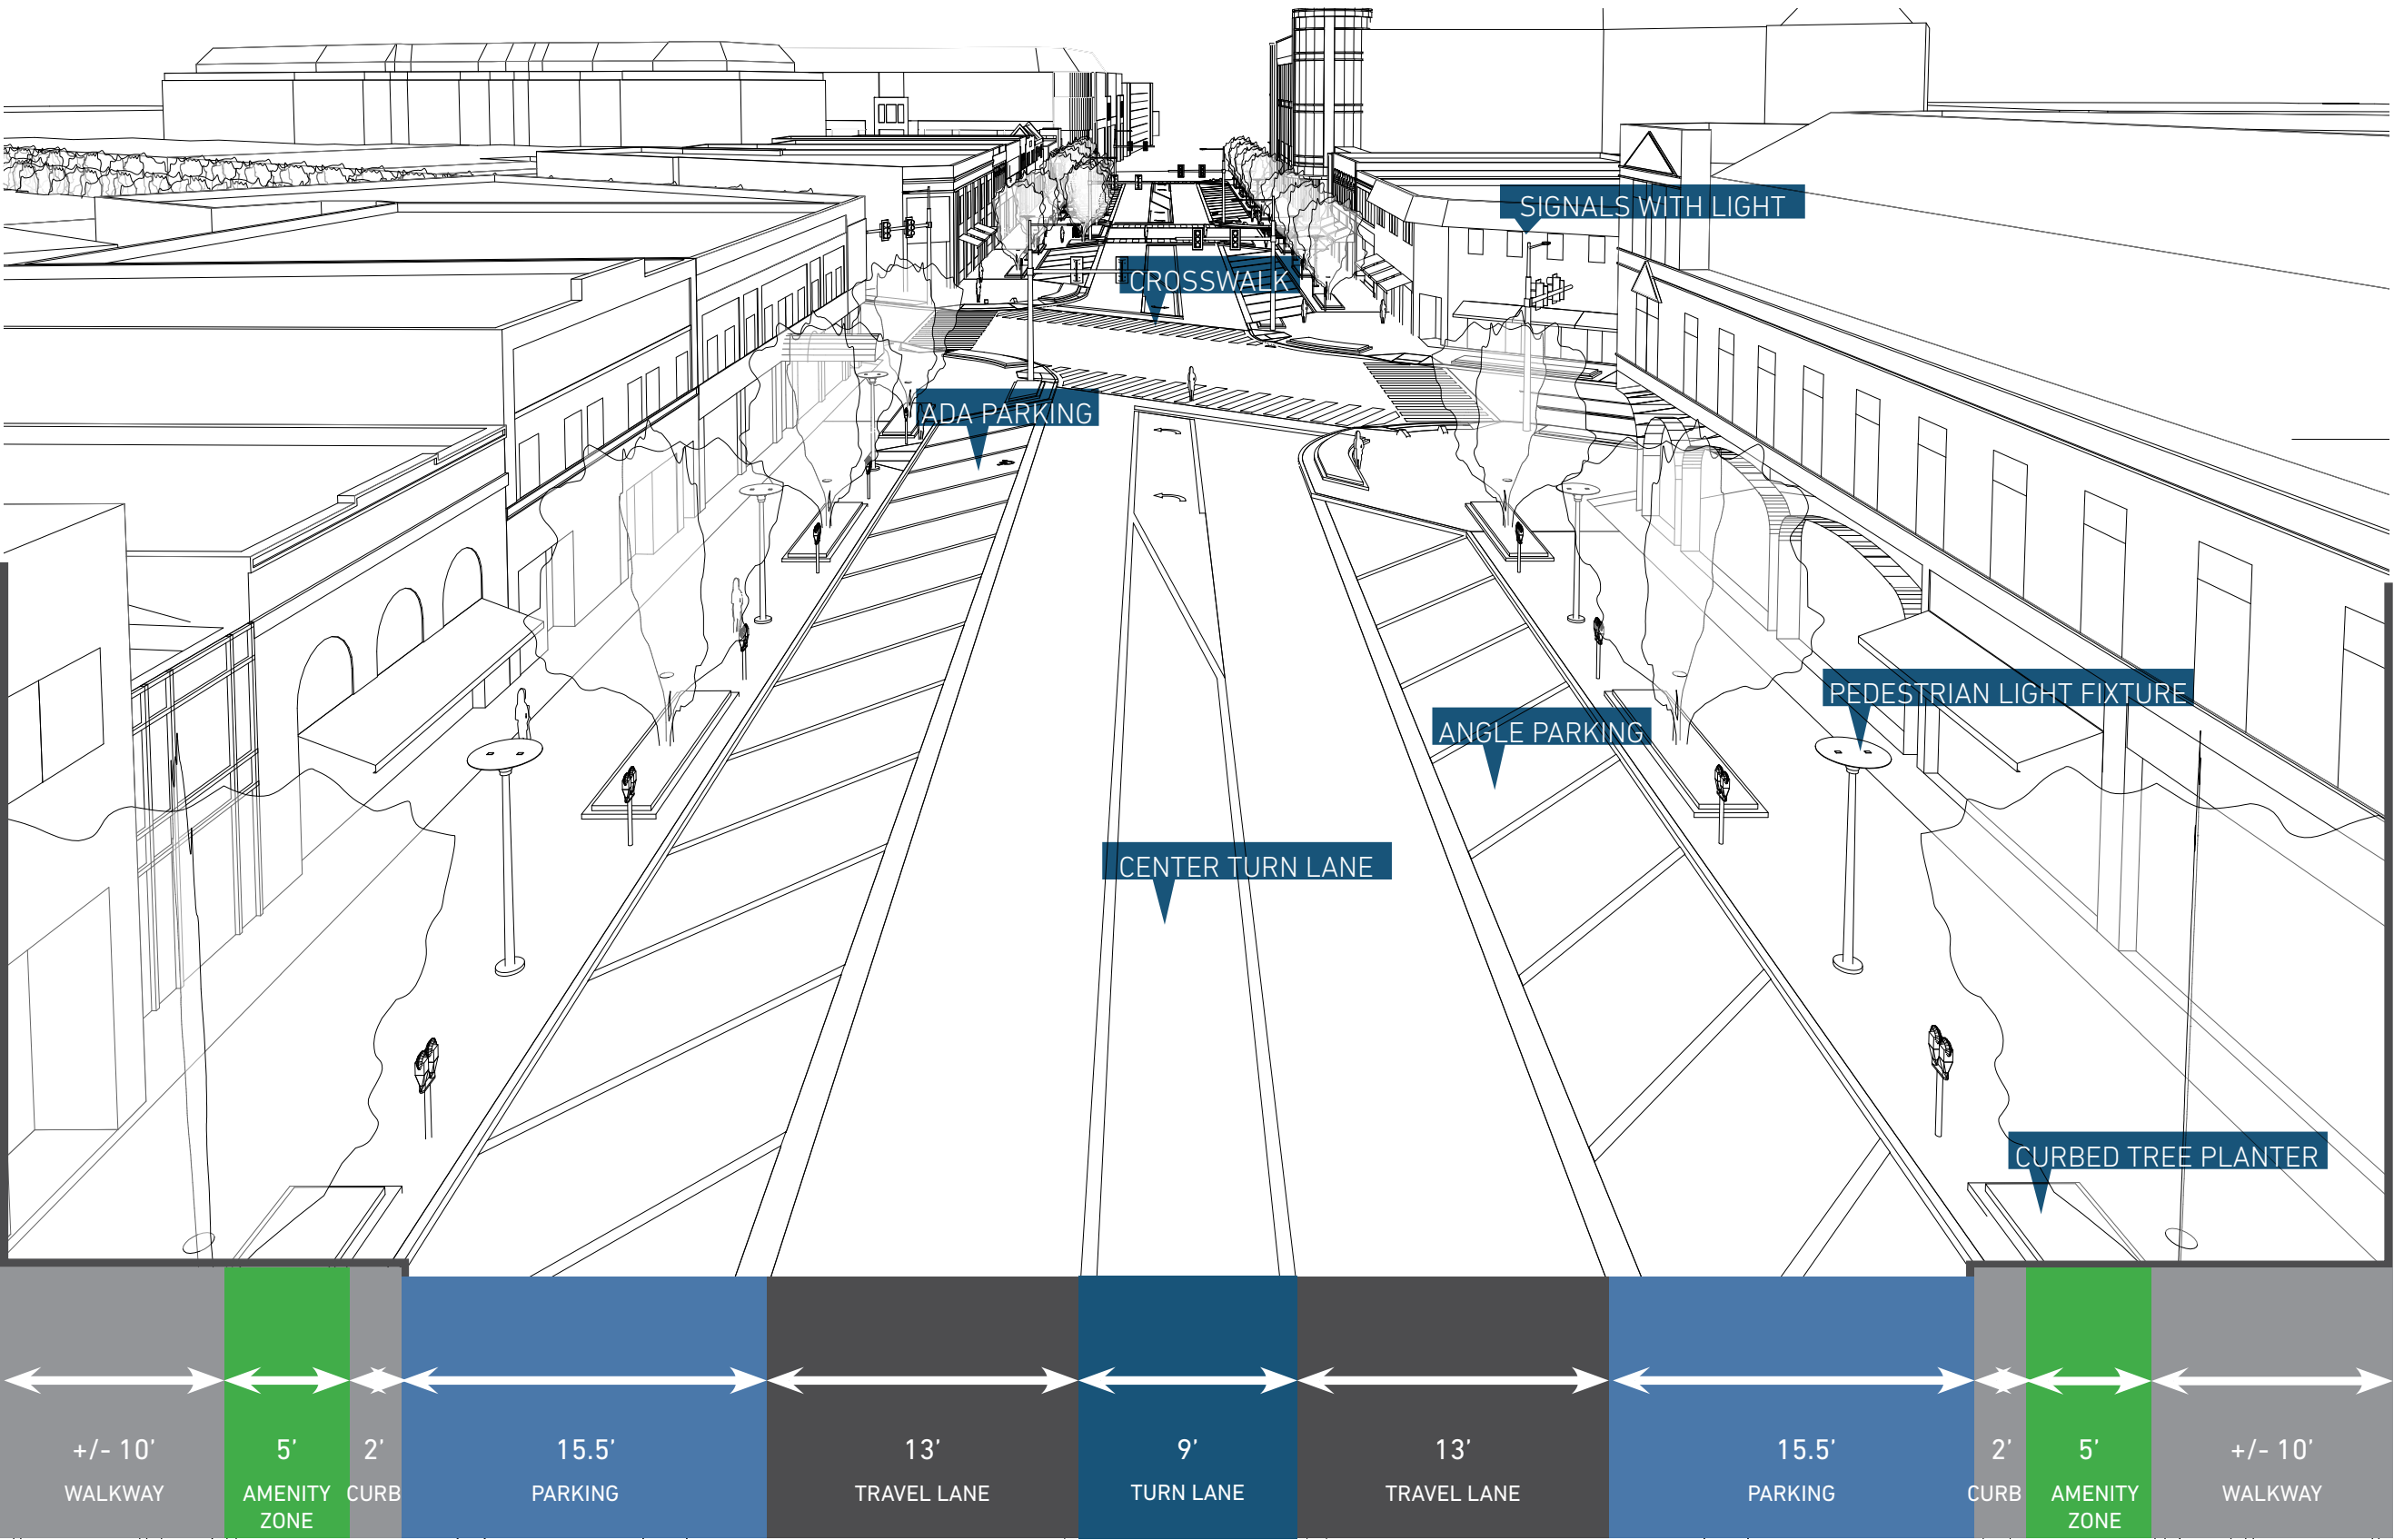 SIGNALS WITH LIGHT
CROSSWALK
ADA PARKING
PEDESTRIAN LIGHT FIXTURE
ANGLE PARKING
CENTER TURN LANE
CURBED TREE PLANTER
+/- 10’
WALKWAY
5’
AMENITY
ZONE
2’
CURB
15.5’
PARKING
13’
TRAVEL LANE
9’
TURN LANE
13’
TRAVEL LANE
15.5’
PARKING
2’
CURB
5’
AMENITY
ZONE
+/- 10’
WALKWAY